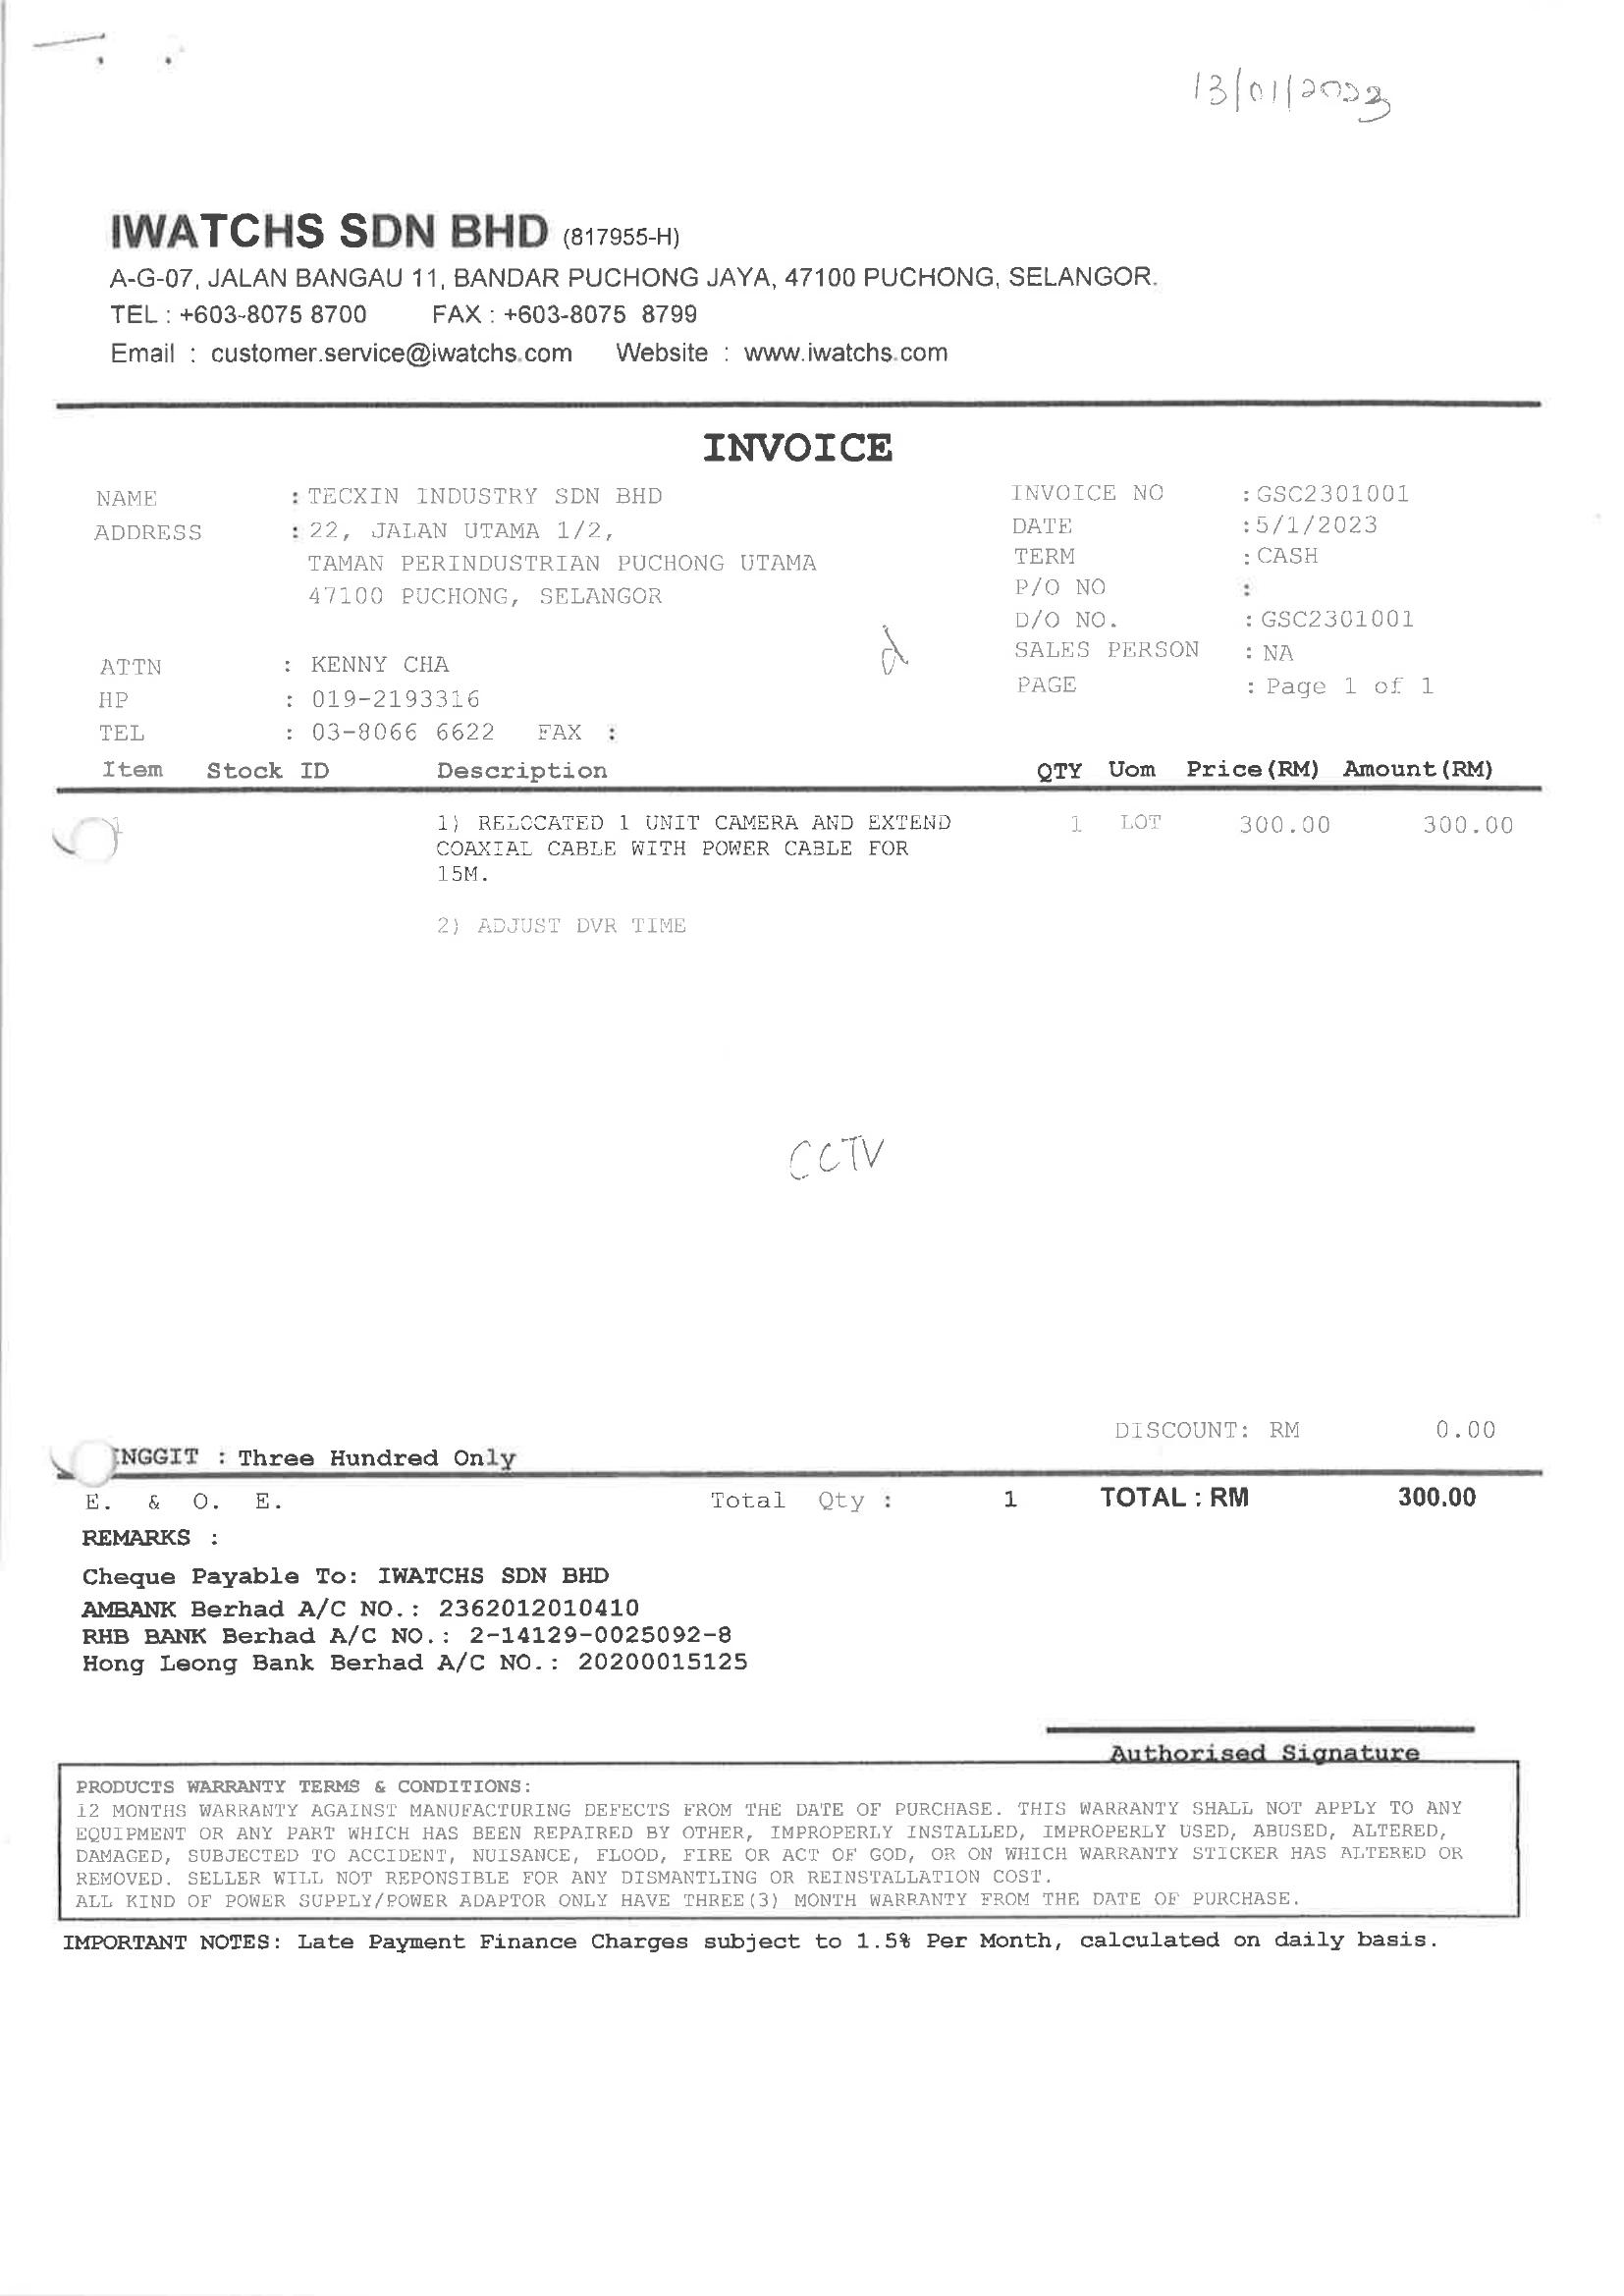 13/01/2023
IWATCHS SDN BHD (817955-H)
A-G-07, JALAN BANGAU 11, BANDAR PUCHONG JAYA, 47100 PUCHONG, SELANGOR.
TEL : +603-8075 8700 FAX : +603-8075 8799
Email : customer.service@iwatchs.com Website : www.iwatchs.com
INVOICE
NAME : TECXIN INDUSTRY SDN BHD
ADDRESS : 22, JALAN UTAMA 1/2,
TAMAN PERINDUSTRIAN PUCHONG UTAMA
47100 PUCHONG, SELANGOR
ATTN : KENNY CHA
HP : 019-2193316
TEL : 03-8066 6622 FAX :
INVOICE NO : GSC2301001
DATE : 5/1/2023
TERM : CASH
P/O NO :
D/O NO. : GSC2301001
SALES PERSON : NA
PAGE : Page 1 of 1
Item Stock ID Description QTY Uom Price(RM) Amount(RM)
1) RELOCATED 1 UNIT CAMERA AND EXTEND 1 LOT 300.00 300.00
COAXIAL CABLE WITH POWER CABLE FOR
15M.
2) ADJUST DVR TIME
CCTV
DISCOUNT: RM 0.00
INGGIT : Three Hundred Only
E. & O. E. Total Qty : 1 TOTAL : RM 300.00
REMARKS :
Cheque Payable To: IWATCHS SDN BHD
AMBANK Berhad A/C NO.: 2362012010410
RHB BANK Berhad A/C NO.: 2-14129-0025092-8
Hong Leong Bank Berhad A/C NO.: 20200015125
Authorised Signature
PRODUCTS WARRANTY TERMS & CONDITIONS:
12 MONTHS WARRANTY AGAINST MANUFACTURING DEFECTS FROM THE DATE OF PURCHASE. THIS WARRANTY SHALL NOT APPLY TO ANY
EQUIPMENT OR ANY PART WHICH HAS BEEN REPAIRED BY OTHER, IMPROPERLY INSTALLED, IMPROPERLY USED, ABUSED, ALTERED,
DAMAGED, SUBJECTED TO ACCIDENT, NUISANCE, FLOOD, FIRE OR ACT OF GOD, OR ON WHICH WARRANTY STICKER HAS ALTERED OR
REMOVED. SELLER WILL NOT REPONSIBLE FOR ANY DISMANTLING OR REINSTALLATION COST.
ALL KIND OF POWER SUPPLY/POWER ADAPTOR ONLY HAVE THREE(3) MONTH WARRANTY FROM THE DATE OF PURCHASE.
IMPORTANT NOTES: Late Payment Finance Charges subject to 1.5% Per Month, calculated on daily basis.